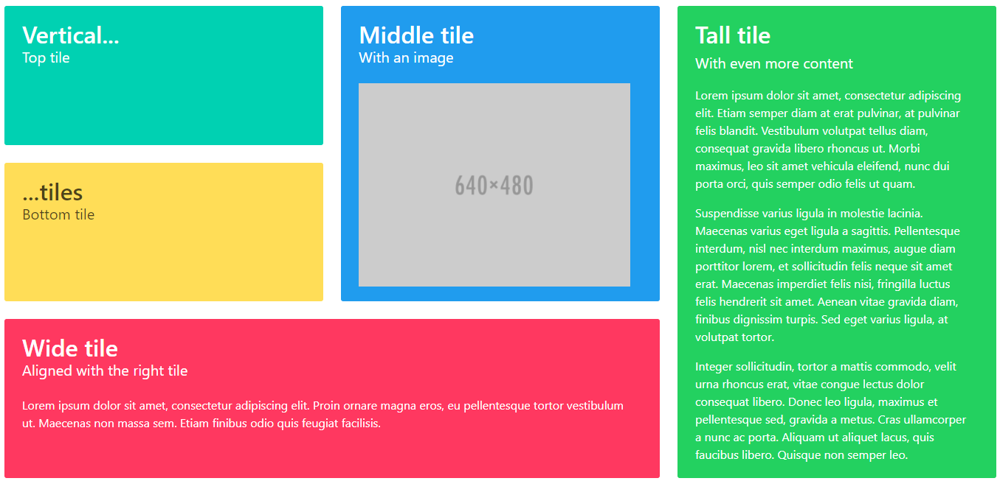 Vertical...
Top tile
...tiles
Bottom tile
Middle tile
With an image
640×480
Wide tile
Aligned with the right tile
Lorem ipsum dolor sit amet, consectetur adipiscing elit. Proin ornare magna eros, eu pellentesque tortor vestibulum
ut. Maecenas non massa sem. Etiam finibus odio quis feugiat facilisis.
Tall tile
With even more content
Lorem ipsum dolor sit amet, consectetur adipiscing
elit. Etiam semper diam at erat pulvinar, at pulvinar
felis blandit. Vestibulum volutpat tellus diam,
consequat gravida libero rhoncus ut. Morbi
maximus, leo sit amet vehicula eleifend, nunc dui
porta orci, quis semper odio felis ut quam.
Suspendisse varius ligula in molestie lacinia.
Maecenas varius eget ligula a sagittis. Pellentesque
interdum, nisl nec interdum maximus, augue diam
porttitor lorem, et sollicitudin felis neque sit amet
erat. Maecenas imperdiet felis nisi, fringilla luctus
felis hendrerit sit amet. Aenean vitae gravida diam,
finibus dignissim turpis. Sed eget varius ligula, at
volutpat tortor.
Integer sollicitudin, tortor a mattis commodo, velit
urna rhoncus erat, vitae congue lectus dolor
consequat libero. Donec leo ligula, maximus et
pellentesque sed, gravida a metus. Cras ullamcorper
a nunc ac porta. Aliquam ut aliquet lacus, quis
faucibus libero. Quisque non semper leo.